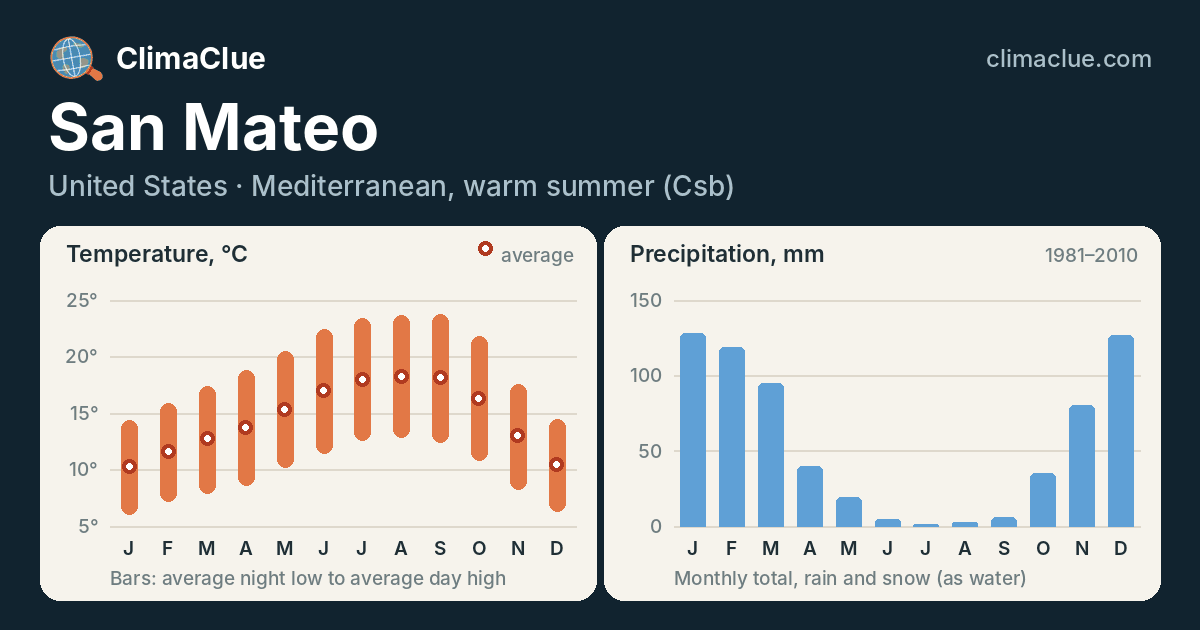 ClimaClue
climaclue.com
San Mateo
United States · Mediterranean, warm summer (Csb)
Temperature, °C
average
25°
20°
15°
10°
5°
J F M A M J J A S O N D
Bars: average night low to average day high
Precipitation, mm
1981–2010
150
100
50
0
J F M A M J J A S O N D
Monthly total, rain and snow (as water)